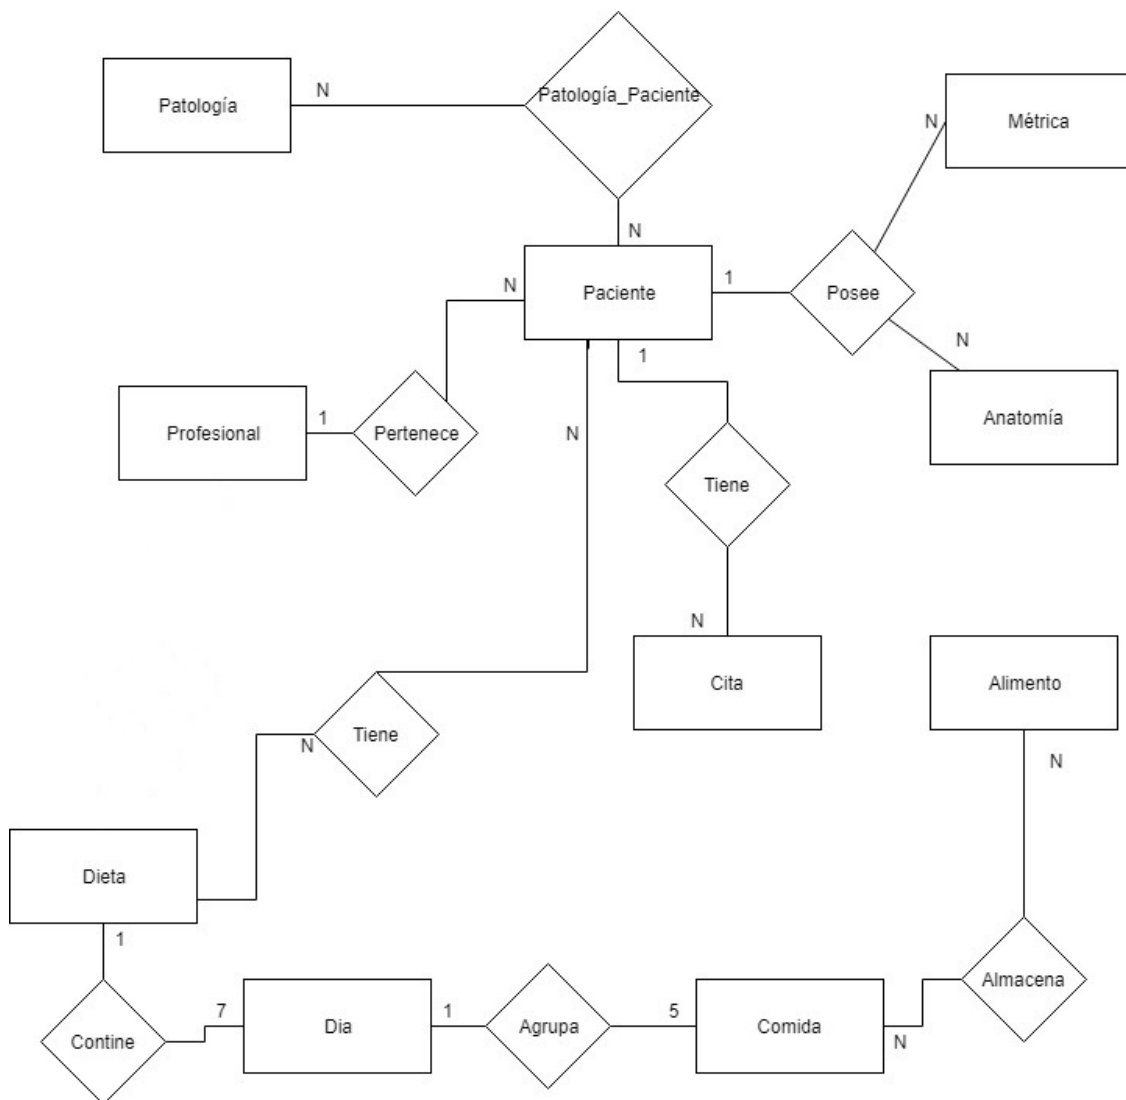 Patología
N
Patología_Paciente
N
Métrica
N
Paciente
1
Posee
N
Anatomía
N
1
Profesional
1
Pertenece
N
Tiene
N
Cita
Alimento
N
N
Tiene
Dieta
1
Contine
7
Dia
1
Agrupa
5
Comida
N
Almacena